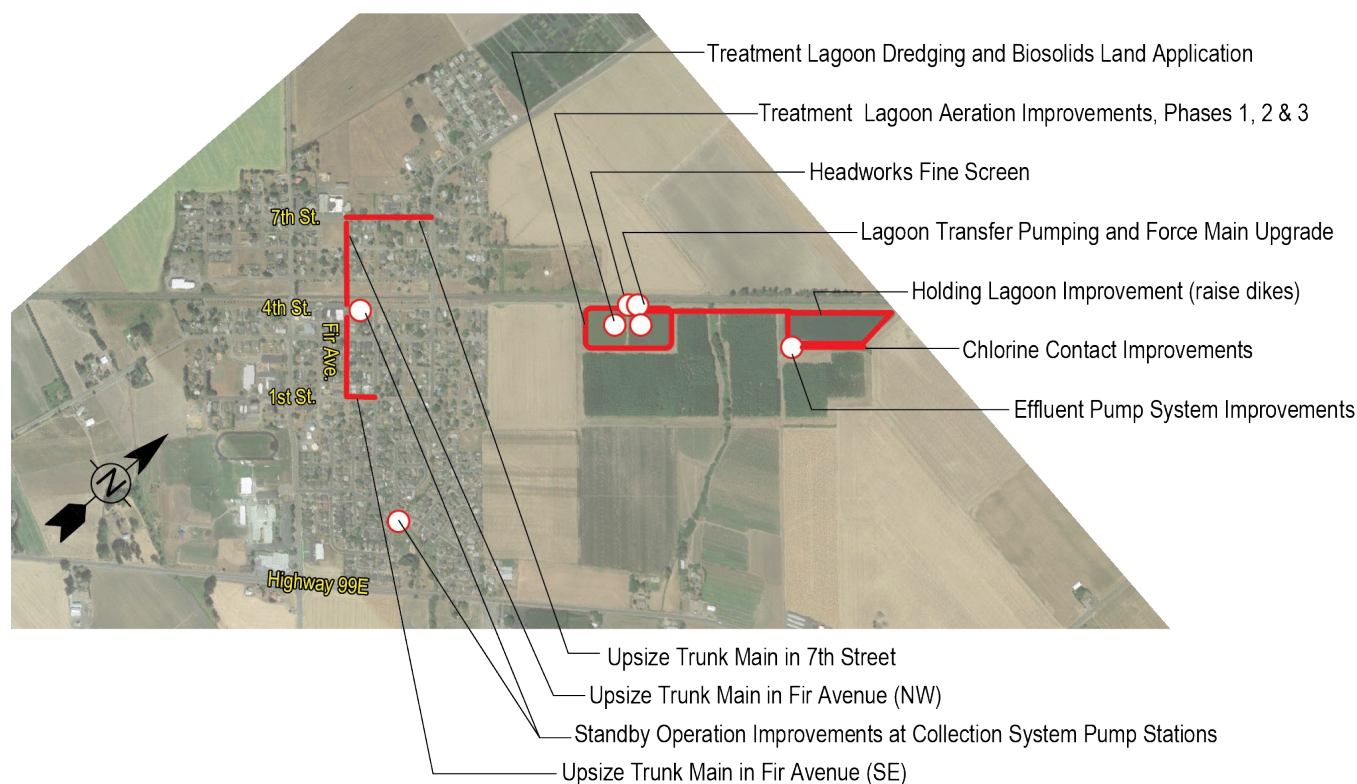 Treatment Lagoon Dredging and Biosolids Land Application
Treatment Lagoon Aeration Improvements, Phases 1, 2 & 3
Headworks Fine Screen
Lagoon Transfer Pumping and Force Main Upgrade
Holding Lagoon Improvement (raise dikes)
Chlorine Contact Improvements
Effluent Pump System Improvements
7th St.
4th St.
Fir Ave.
1st St.
N
Highway 99E
Upsize Trunk Main in 7th Street
Upsize Trunk Main in Fir Avenue (NW)
Standby Operation Improvements at Collection System Pump Stations
Upsize Trunk Main in Fir Avenue (SE)